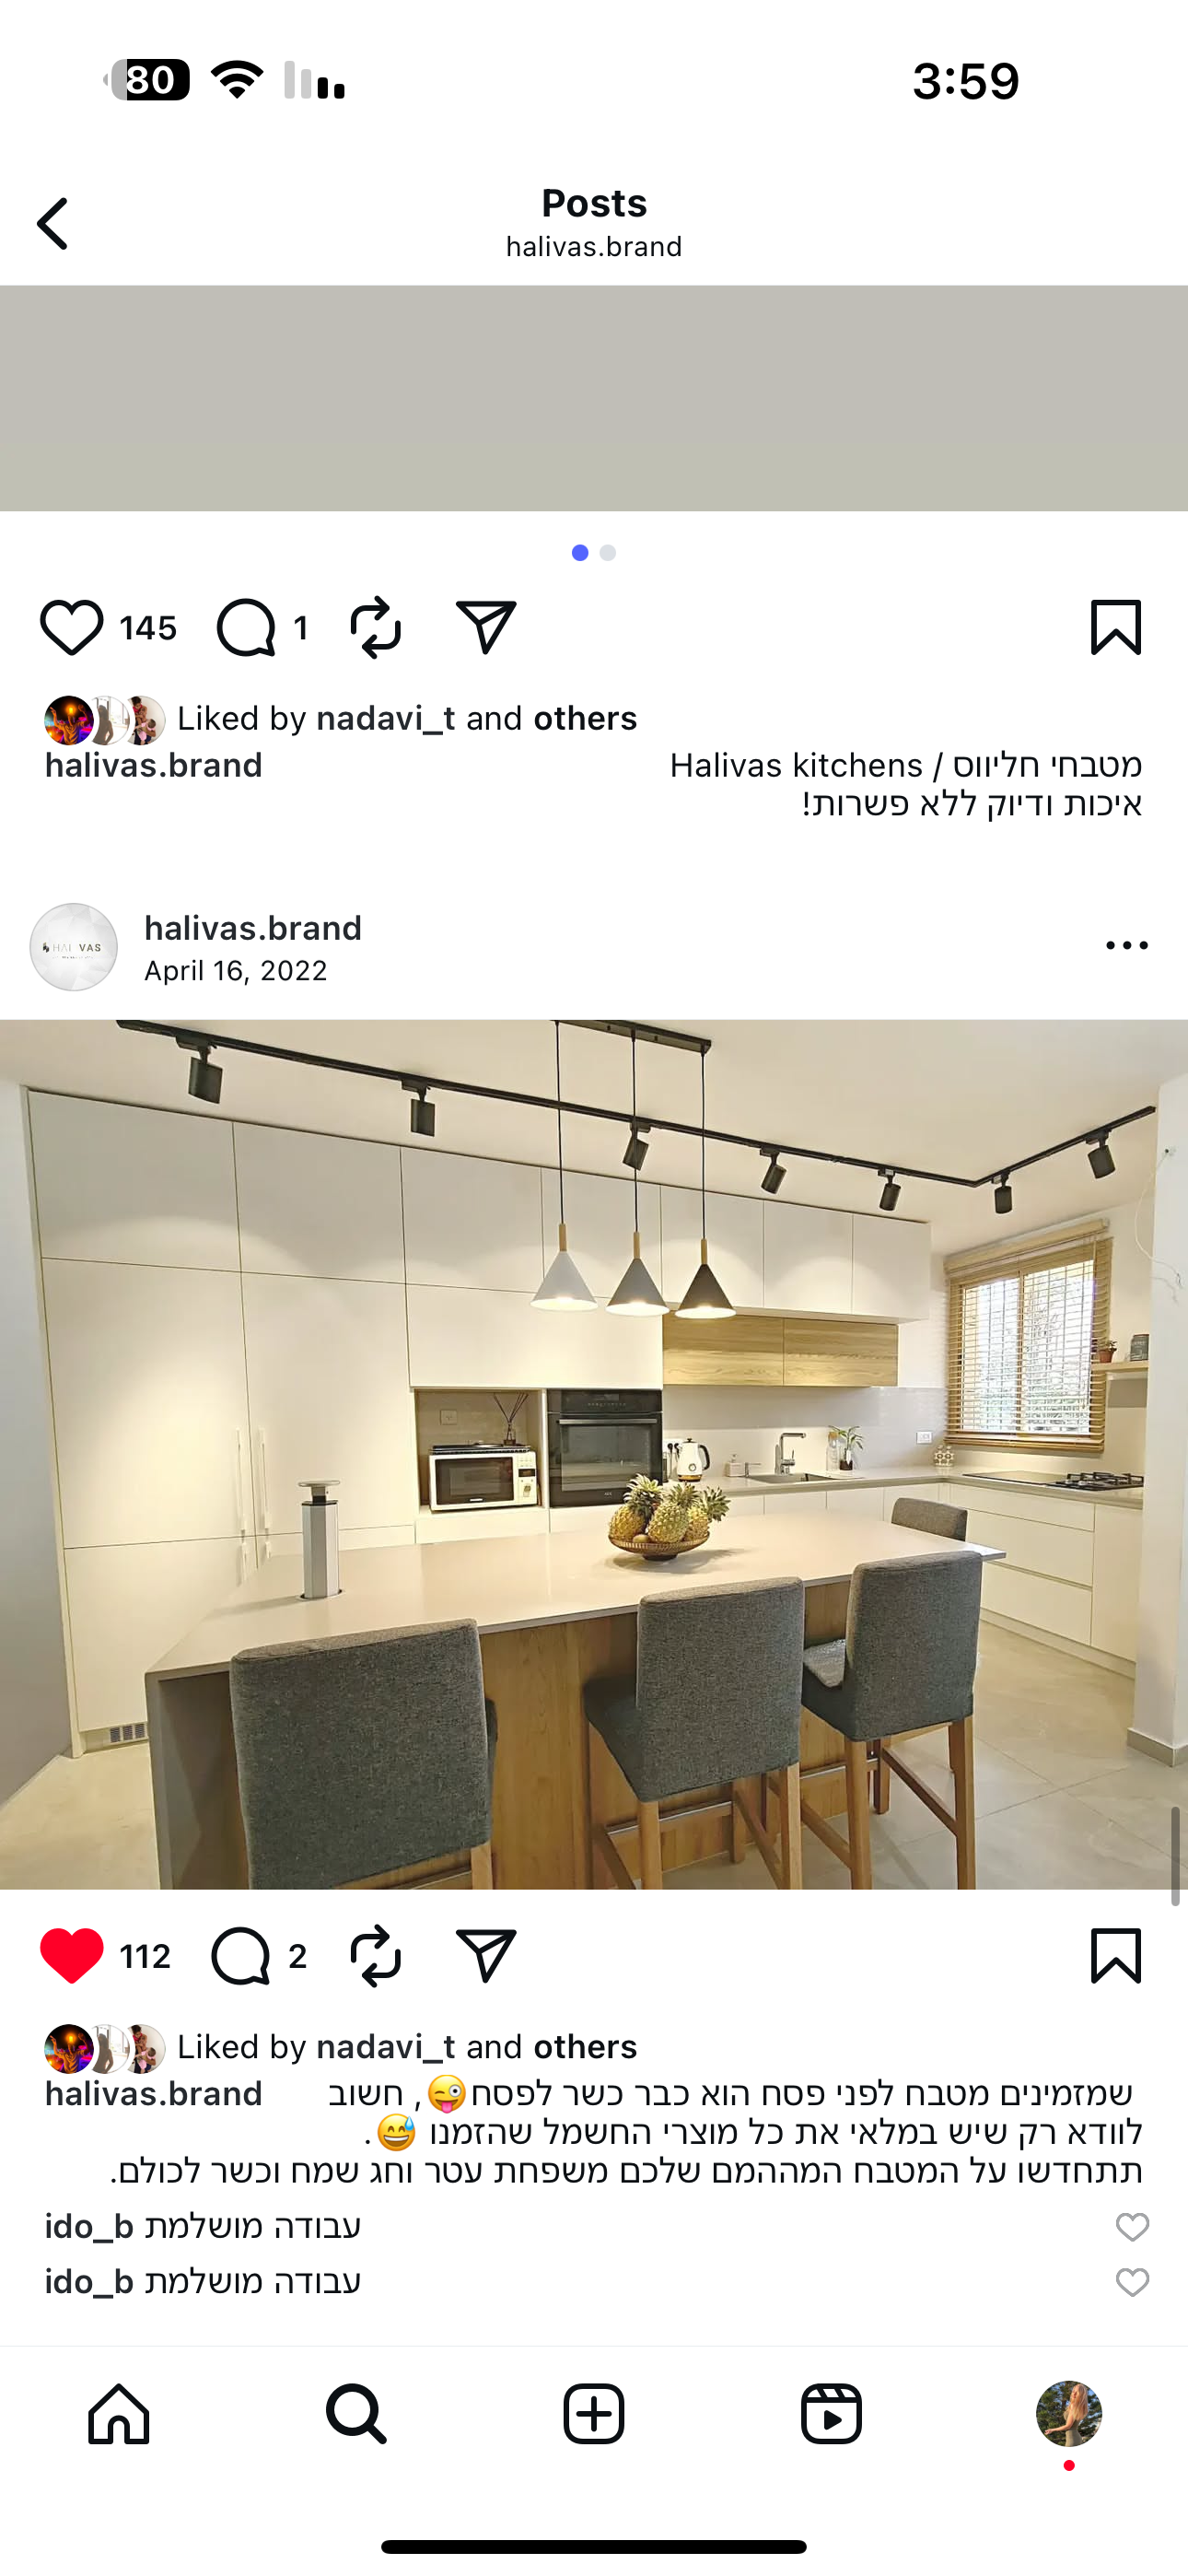 80
3:59
Posts
halivas.brand
145
1
Liked by nadavi_t and others
halivas.brand מטבחי חליווס / Halivas kitchens
איכות ודיוק ללא פשרות!
HALIVAS
halivas.brand
April 16, 2022
112
2
Liked by nadavi_t and others
halivas.brand שמזמינים מטבח לפני פסח הוא כבר כשר לפסח😜, חשוב
לוודא רק שיש במלאי את כל מוצרי החשמל שהזמנו 😅.
תתחדשו על המטבח המההמם שלכם משפחת עטר וחג שמח וכשר לכולם.
ido_b עבודה מושלמת
ido_b עבודה מושלמת